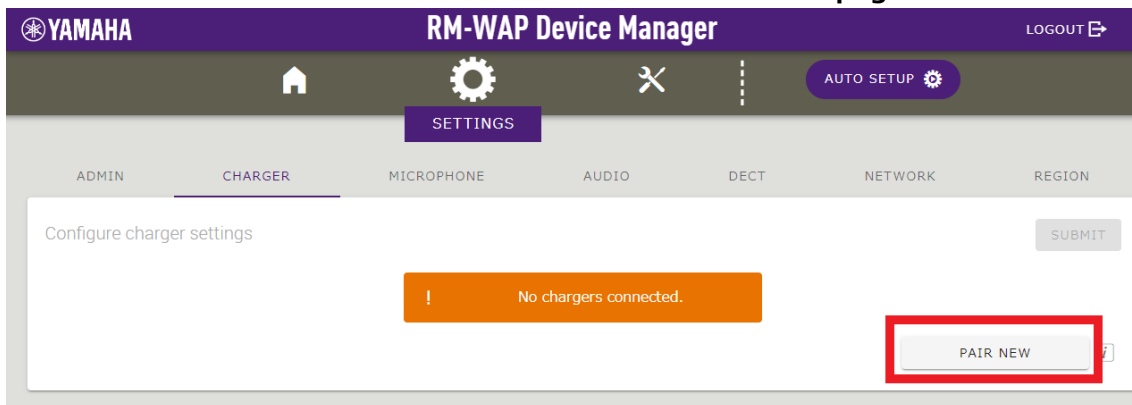 YAMAHA
RM-WAP Device Manager
LOGOUT
AUTO SETUP
SETTINGS
ADMIN CHARGER MICROPHONE AUDIO DECT NETWORK REGION
Configure charger settings
SUBMIT
! No chargers connected.
PAIR NEW i